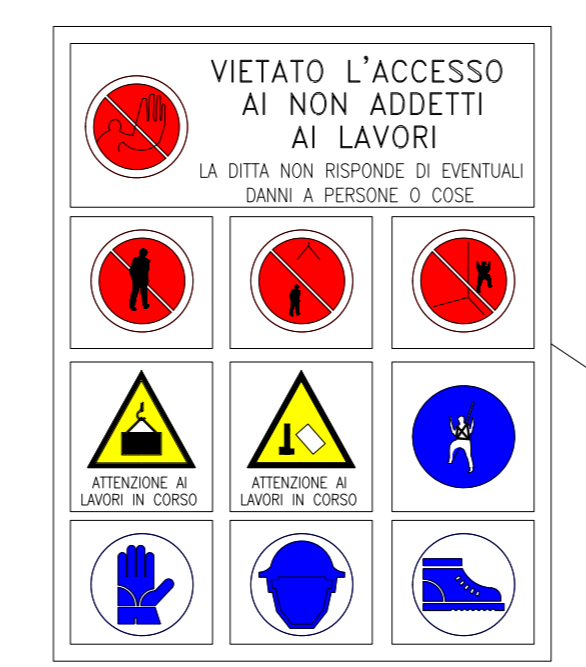 VIETATO L'ACCESSO
AI NON ADDETTI
AI LAVORI
LA DITTA NON RISPONDE DI EVENTUALI
DANNI A PERSONE O COSE
ATTENZIONE AI
LAVORI IN CORSO
ATTENZIONE AI
LAVORI IN CORSO